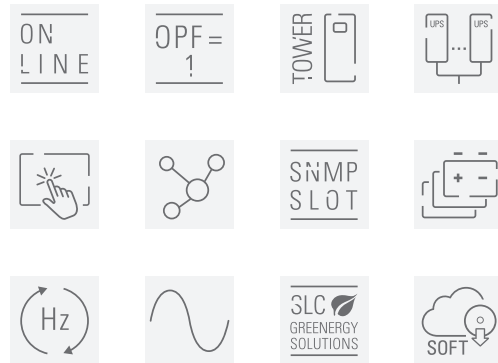 ON
LINE
OPF =
1
TOWER
UPS
...
UPS
SNMP
SLOT
Hz
SLC
GREENERGY
SOLUTIONS
SOFT